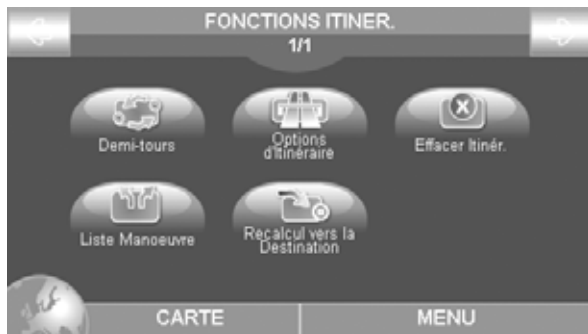 FONCTIONS ITINER.
1/1
Demi-tours
Options
d'Itinéraire
Effacer Itinér.
Liste Manoeuvre
Recalcul vers la
Destination
CARTE
MENU